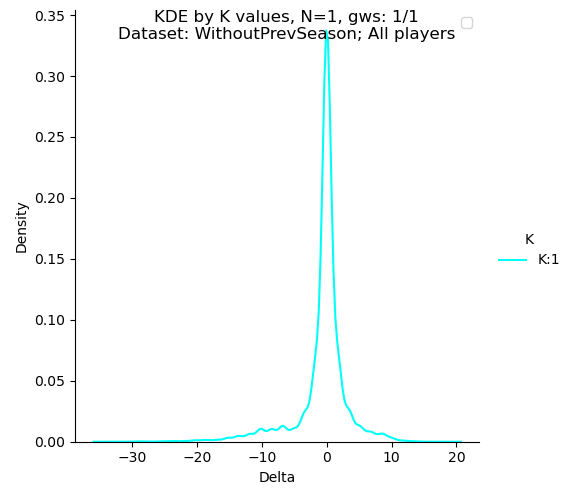 KDE by K values, N=1, gws: 1/1
Dataset: WithoutPrevSeason; All players
0.35
0.30
0.25
0.20
0.15
0.10
0.05
0.00
Density
−30
−20
−10
0
10
20
Delta
K
K:1